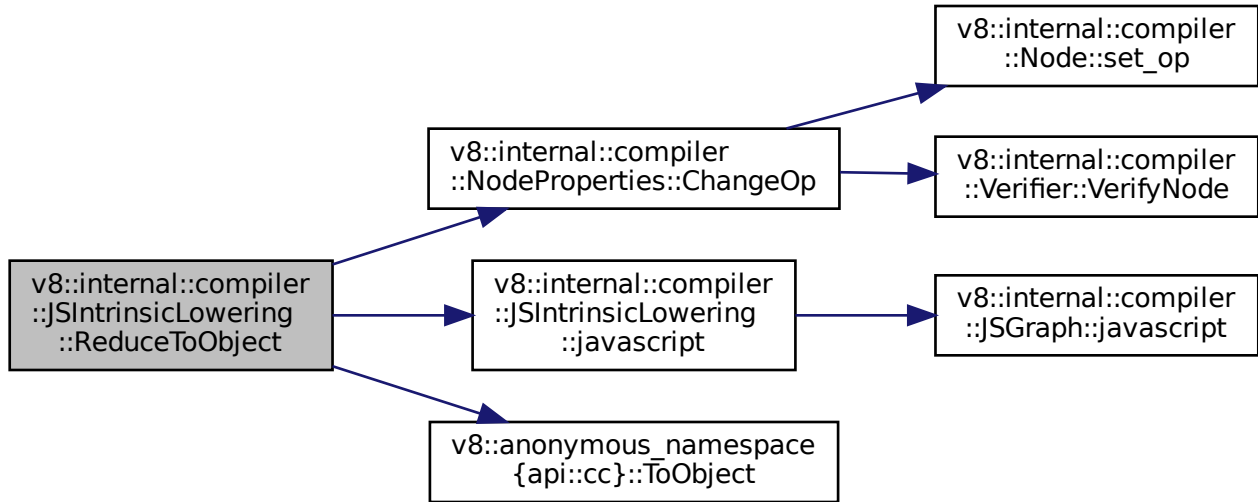 v8::internal::compiler
::JSIntrinsicLowering
::ReduceToObject
v8::internal::compiler
::NodeProperties::ChangeOp
v8::internal::compiler
::Node::set_op
v8::internal::compiler
::Verifier::VerifyNode
v8::internal::compiler
::JSIntrinsicLowering
::javascript
v8::internal::compiler
::JSGraph::javascript
v8::anonymous_namespace
{api::cc}::ToObject